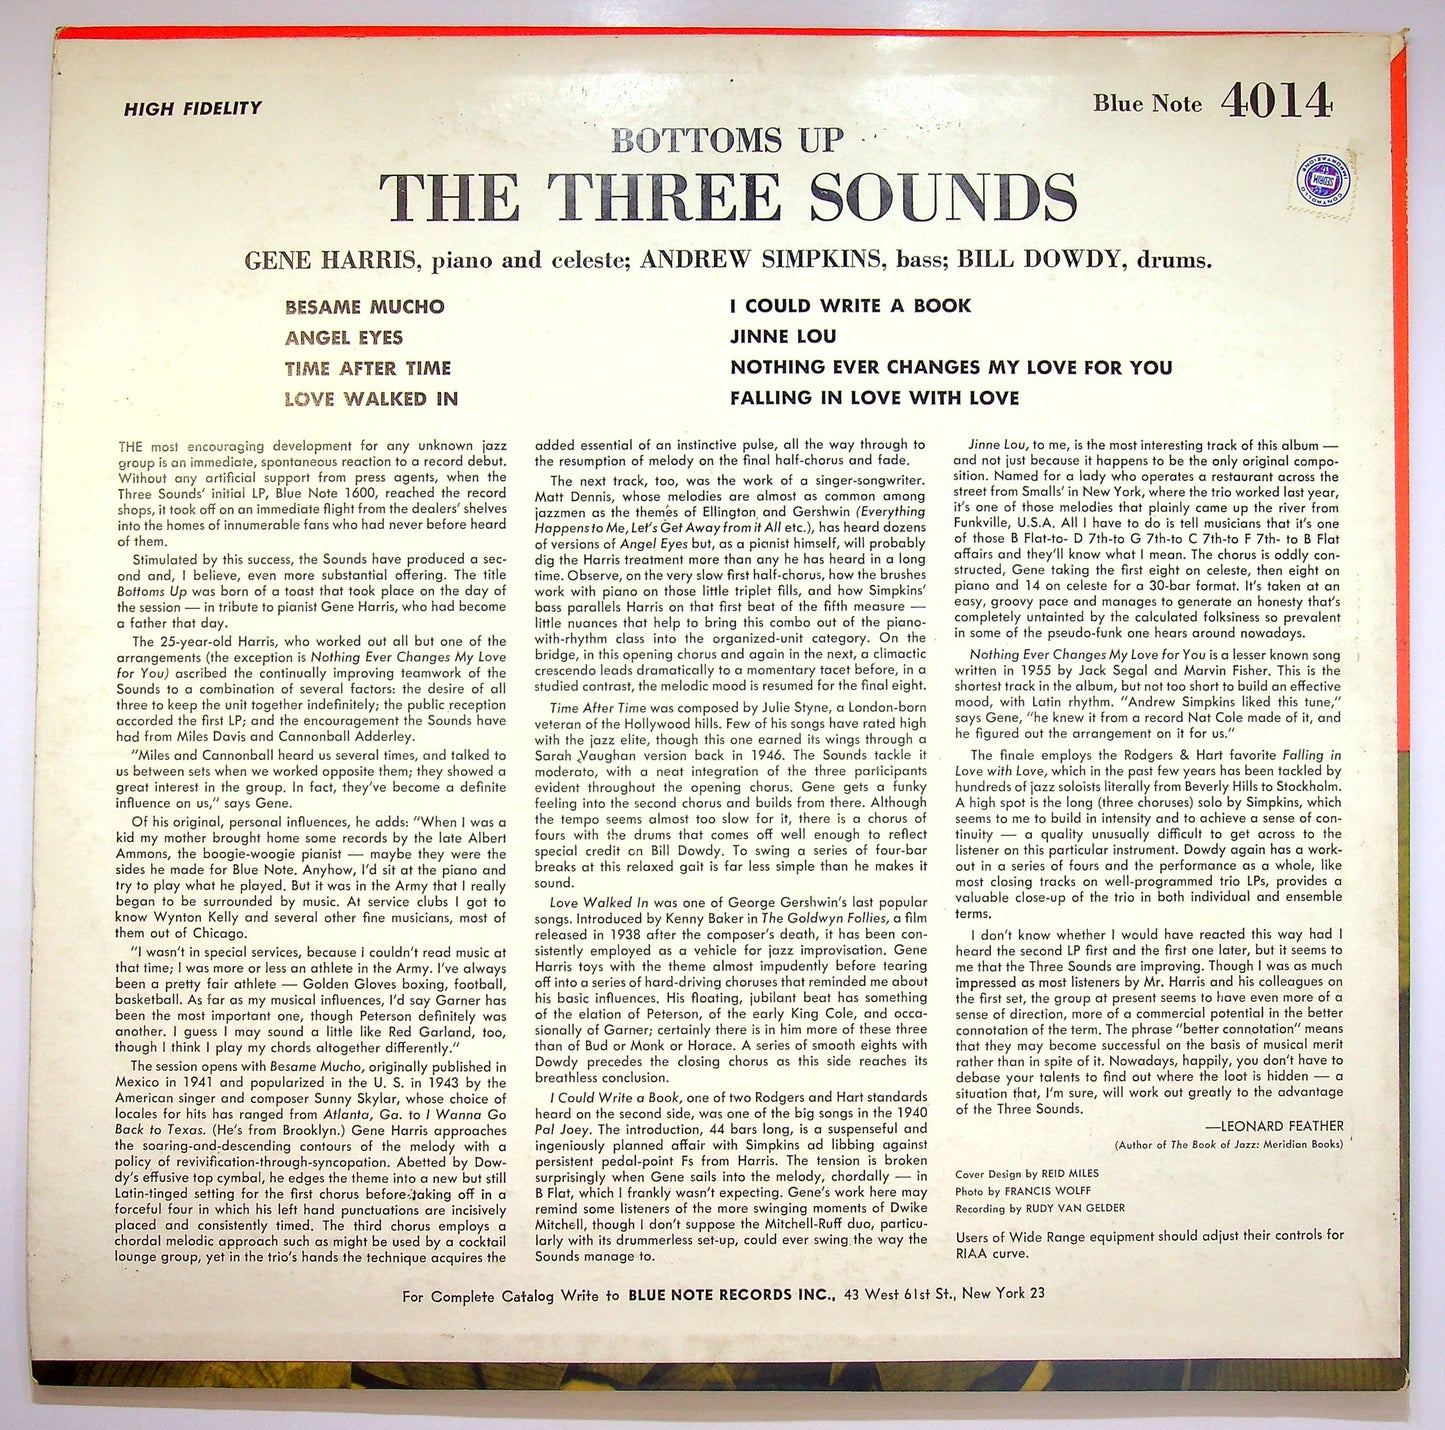 HIGH FIDELITY
Blue Note 4014
BOTTOMS UP
THE THREE SOUNDS
GENE HARRIS, piano and celeste; ANDREW SIMPKINS, bass; BILL DOWDY, drums.
BESAME MUCHO
ANGEL EYES
TIME AFTER TIME
LOVE WALKED IN
I COULD WRITE A BOOK
JINNE LOU
NOTHING EVER CHANGES MY LOVE FOR YOU
FALLING IN LOVE WITH LOVE
THE most encouraging development for any unknown jazz
group is an immediate, spontaneous reaction to a record debut.
Without any artificial support from press agents, when the
Three Sounds' initial LP, Blue Note 1600, reached the record
shops, it took off on an immediate flight from the dealers' shelves
into the homes of innumerable fans who had never before heard
of them.
Stimulated by this success, the Sounds have produced a sec-
ond and, I believe, even more substantial offering. The title
Bottoms Up was born of a toast that took place on the day of
the session — in tribute to pianist Gene Harris, who had become
a father that day.
The 25-year-old Harris, who worked out all but one of the
arrangements (the exception is Nothing Ever Changes My Love
for You) ascribed the continually improving teamwork of the
Sounds to a combination of several factors: the desire of all
three to keep the unit together indefinitely; the public reception
accorded the first LP; and the encouragement the Sounds have
had from Miles Davis and Cannonball Adderley.
"Miles and Cannonball heard us several times, and talked to
us between sets when we worked opposite them; they showed a
great interest in the group. In fact, they've become a definite
influence on us," says Gene.
Of his original, personal influences, he adds: "When I was a
kid my mother brought home some records by the late Albert
Ammons, the boogie-woogie pianist — maybe they were the
sides he made for Blue Note. Anyhow, I'd sit at the piano and
try to play what he played. But it was in the Army that I really
began to be surrounded by music. At service clubs I got to
know Wynton Kelly and several other fine musicians, most of
them out of Chicago.
"I wasn't in special services, because i couldn't read music at
that time; I was more or less an athlete in the Army. I've always
been a pretty fair athlete — Golden Gloves boxing, football,
basketball. As far as my musical influences, I'd say Garner has
been the most important one, though Peterson definitely was
another. I guess I may sound a little like Red Garland, too,
though I think I play my chords altogether differently."
The session opens with Besame Mucho, originally published in
Mexico in 1941 and popularized in the U. S. in 1943 by the
American singer and composer Sunny Skylar, whose choice of
locales for hits has ranged from Atlanta, Ga. to I Wanna Go
Back to Texas. (He's from Brooklyn.) Gene Harris approaches
the soaring-and-descending contours of the melody with a
policy of revivification-through-syncopation. Abetted by Dow-
dy's effusive top cymbal, he edges the theme into a new but still
Latin-tinged setting for the first chorus before taking off in a
forceful four in which his left hand punctuations are incisively
placed and consistently timed. The third chorus employs a
chordal melodic approach such as might be used by a cocktail
lounge group, yet in the trio's hands the technique acquires the
added essential of an instinctive pulse, all the way through to
the resumption of melody on the final half-chorus and fade.
The next track, too, was the work of a singer-songwriter.
Matt Dennis, whose melodies are almost as common among
jazzmen as the themes of Ellington and Gershwin (Everything
Happens to Me, Let's Get Away from it All etc.), has heard dozens
of versions of Angel Eyes but, as a pianist himself, will probably
dig the Harris treatment more than any he has heard in a long
time. Observe, on the very slow first half-chorus, how the brushes
work with piano on those little triplet fills, and how Simpkins'
bass parallels Harris on that first beat of the fifth measure —
little nuances that help to bring this combo out of the piano-
with-rhythm class into the organized-unit category. On the
bridge, in this opening chorus and again in the next, a climactic
crescendo leads dramatically to a momentary tacet before, in a
studied contrast, the melodic mood is resumed for the final eight.
Time After Time was composed by Julie Styne, a London-born
veteran of the Hollywood hills. Few of his songs have rated high
with the jazz elite, though this one earned its wings through a
Sarah Vaughan version back in 1946. The Sounds tackle it
moderato, with a neat integration of the three participants
evident throughout the opening chorus. Gene gets a funky
feeling into the second chorus and builds from there. Although
the tempo seems almost too slow for it, there is a chorus of
fours with the drums that comes off well enough to reflect
special credit on Bill Dowdy. To swing a series of four-bar
breaks at this relaxed gait is far less simple than he makes it
sound.
Love Walked In was one of George Gershwin's last popular
songs. Introduced by Kenny Baker in The Goldwyn Follies, a film
released in 1938 after the composer's death, it has been con-
sistently employed as a vehicle for jazz improvisation. Gene
Harris toys with the theme almost impudently before tearing
off into a series of hard-driving choruses that reminded me about
his basic influences. His floating, jubilant beat has something
of the elation of Peterson, of the early King Cole, and occa-
sionally of Garner; certainly there is in him more of these three
than of Bud or Monk or Horace. A series of smooth eights with
Dowdy precedes the closing chorus as this side reaches its
breathless conclusion.
I Could Write a Book, one of two Rodgers and Hart standards
heard on the second side, was one of the big songs in the 1940
Pal Joey. The introduction, 44 bars long, is a suspenseful and
ingeniously planned affair with Simpkins ad libbing against
persistent pedal-point Fs from Harris. The tension is broken
surprisingly when Gene sails into the melody, chordally — in
B Flat, which I frankly wasn't expecting. Gene's work here may
remind some listeners of the more swinging moments of Dwike
Mitchell, though I don't suppose the Mitchell-Ruff duo, particu-
larly with its drummerless set-up, could ever swing the way the
Sounds manage to.
Jinne Lou, to me, is the most interesting track of this album —
and not just because it happens to be the only original compo-
sition. Named for a lady who operates a restaurant across the
street from Smalls' in New York, where the trio worked last year,
it's one of those melodies that plainly came up the river from
Funkville, U.S.A. All I have to do is tell musicians that it's one
of those B Flat-to- D 7th-to G 7th-to C 7th-to F 7th- to B Flat
affairs and they'll know what I mean. The chorus is oddly con-
structed, Gene taking the first eight on celeste, then eight on
piano and 14 on celeste for a 30-bar format. It's taken at an
easy, groovy pace and manages to generate an honesty that's
completely untainted by the calculated folksiness so prevalent
in some of the pseudo-funk one hears around nowadays.
Nothing Ever Changes My Love for You is a lesser known song
written in 1955 by Jack Segal and Marvin Fisher. This is the
shortest track in the album, but not too short to build an effective
mood, with Latin rhythm. "Andrew Simpkins liked this tune,"
says Gene, "he knew it from a record Nat Cole made of it, and
he figured out the arrangement on it for us."
The finale employs the Rodgers & Hart favorite Falling in
Love with Love, which in the past few years has been tackled by
hundreds of jazz soloists literally from Beverly Hills to Stockholm.
A high spot is the long (three choruses) solo by Simpkins, which
seems to me to build in intensity and to achieve a sense of con-
tinuity — a quality unusually difficult to get across to the
listener on this particular instrument. Dowdy again has a work-
out in a series of fours and the performance as a whole, like
most closing tracks on well-programmed trio LPs, provides a
valuable close-up of the trio in both individual and ensemble
terms.
I don't know whether I would have reacted this way had I
heard the second LP first and the first one later, but it seems to
me that the Three Sounds are improving. Though I was as much
impressed as most listeners by Mr. Harris and his colleagues on
the first set, the group at present seems to have even more of a
sense of direction, more of a commercial potential in the better
connotation of the term. The phrase "better connotation" means
that they may become successful on the basis of musical merit
rather than in spite of it. Nowadays, happily, you don't have to
debase your talents to find out where the loot is hidden — a
situation that, I'm sure, will work out greatly to the advantage
of the Three Sounds.
—LEONARD FEATHER
(Author of The Book of Jazz: Meridian Books)
Cover Design by REID MILES
Photo by FRANCIS WOLFF
Recording by RUDY VAN GELDER
Users of Wide Range equipment should adjust their controls for
RIAA curve.
For Complete Catalog Write to BLUE NOTE RECORDS INC., 43 West 61st St., New York 23